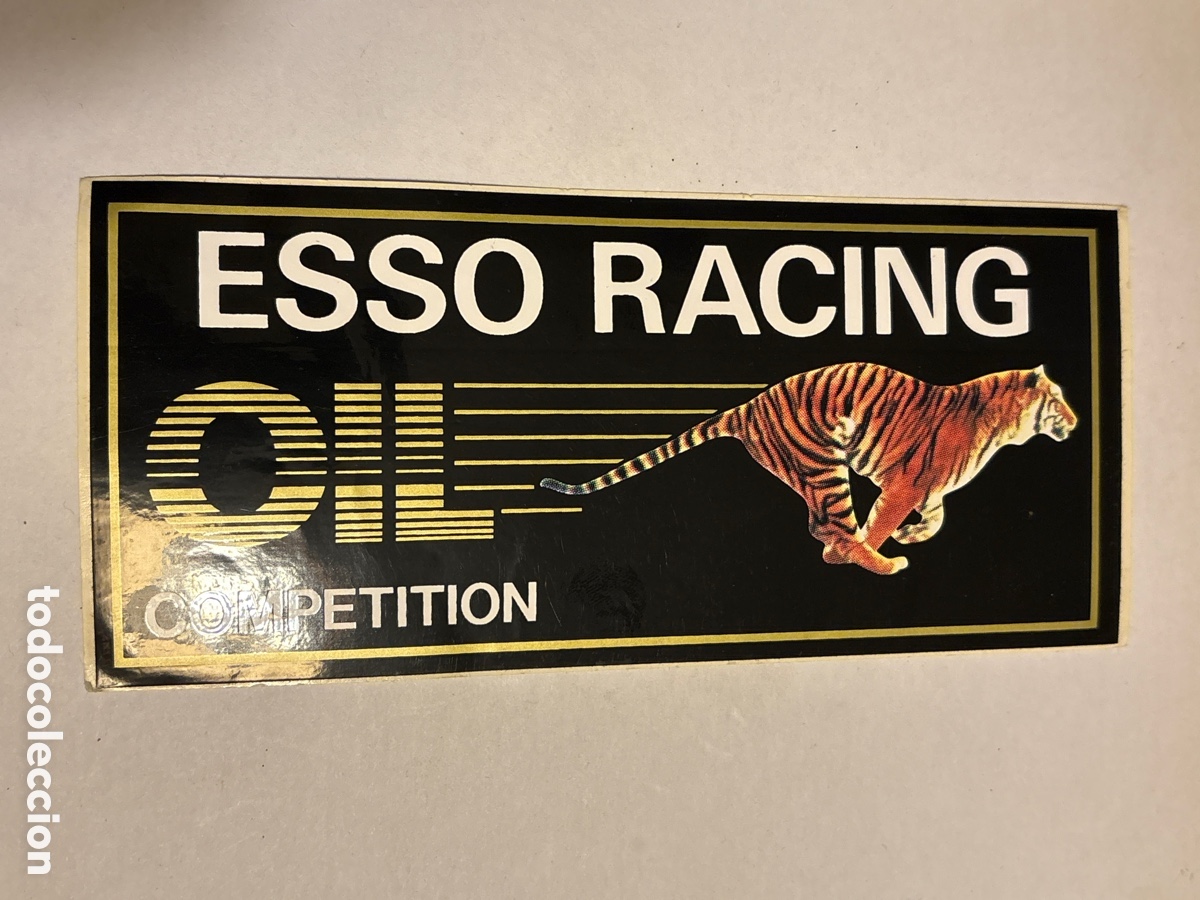 ESSO RACING
OIL
COMPETITION
todocoleccion